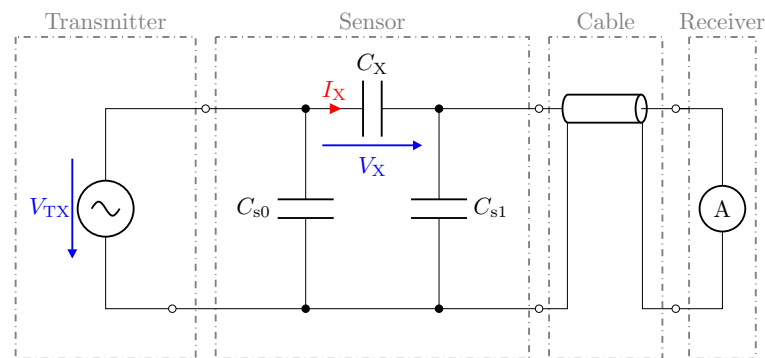 Transmitter Sensor Cable Receiver
C_X
I_X
V_X
V_TX C_s0 C_s1 A